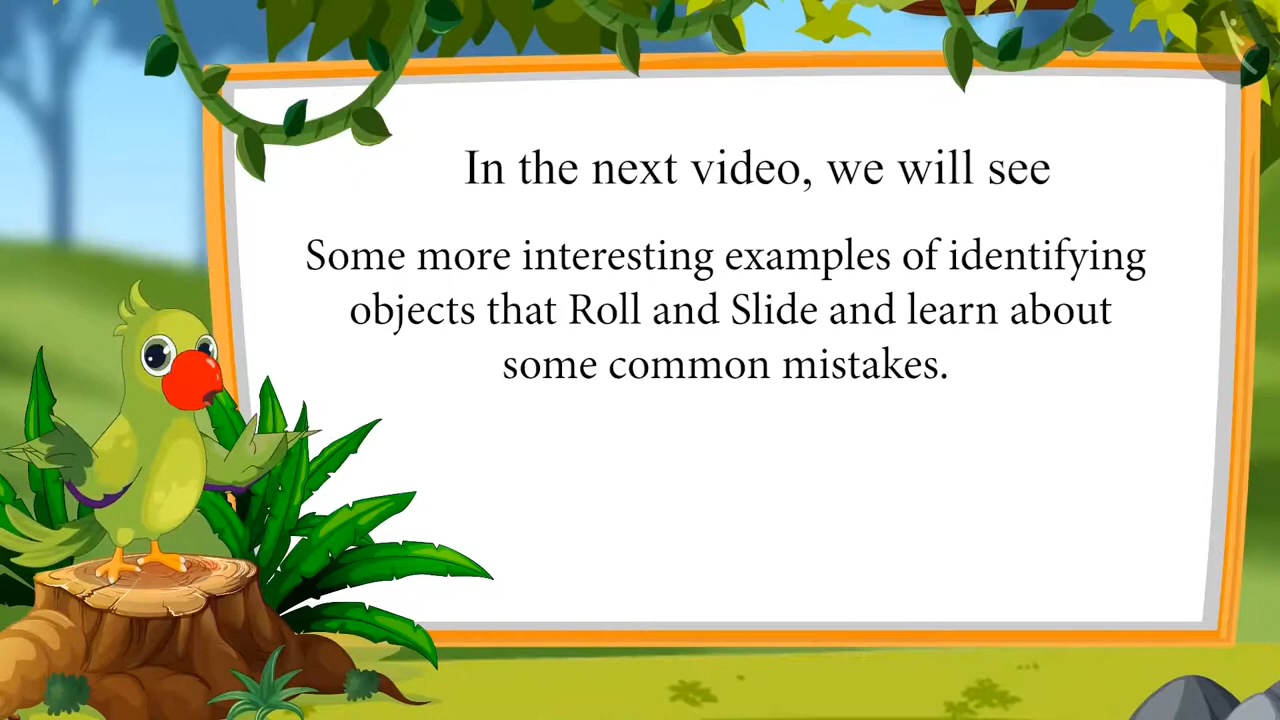 In the next video, we will see
Some more interesting examples of identifying
objects that Roll and Slide and learn about
some common mistakes.